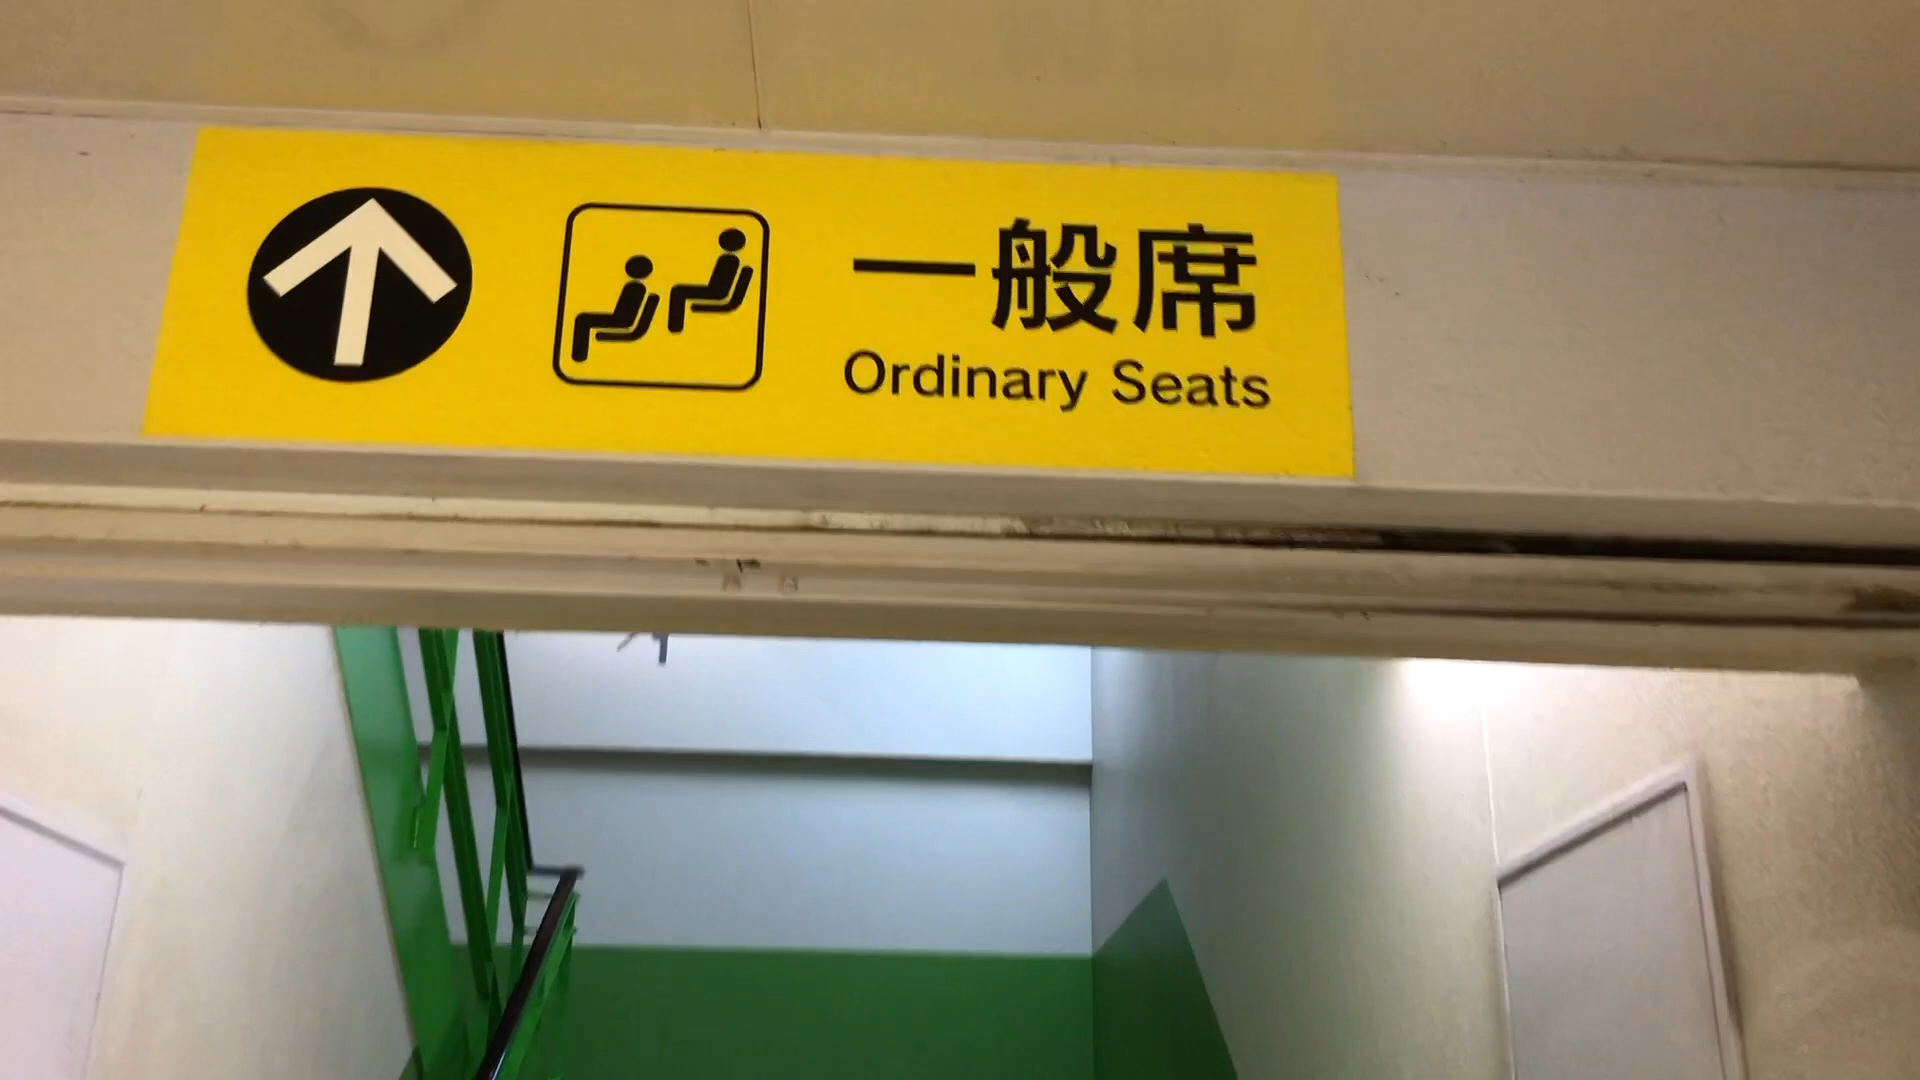 一般席
Ordinary Seats